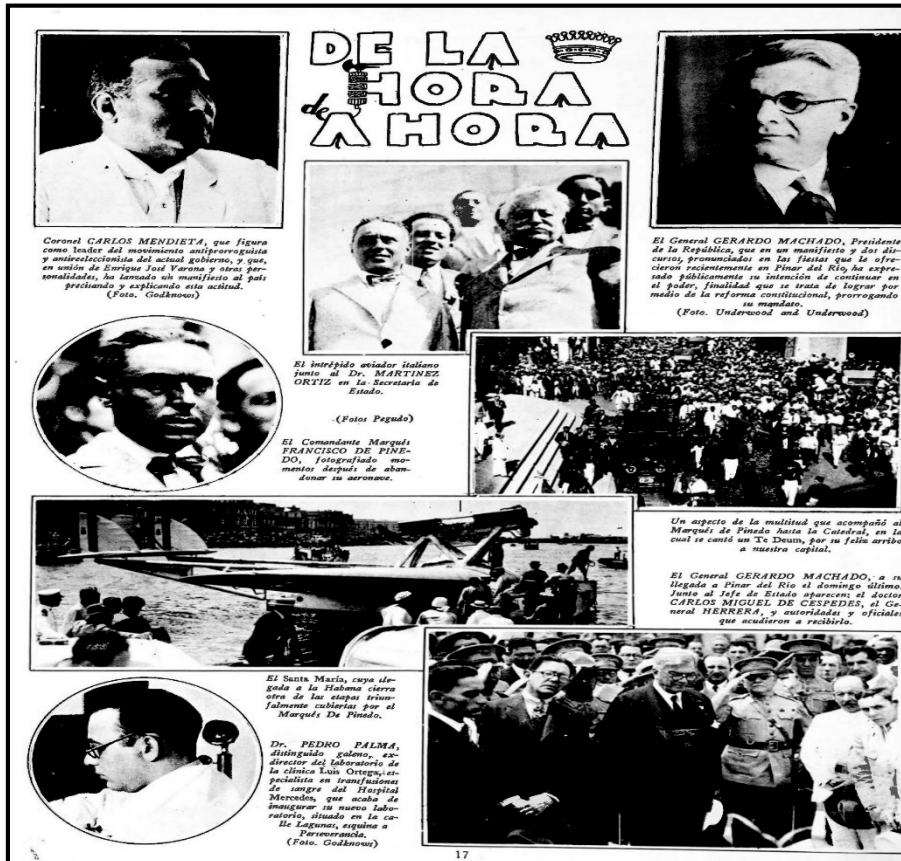 DE LA
HORA
de
AHORA
Coronel CARLOS MENDIETA, que figura
como leader del movimiento antiprorroguista
y antireeleccionista del actual gobierno, y que,
en unión de Enrique José Varona y otras per-
sonalidades, ha lanzado un manifiesto al país
precisando y explicando esta actitud.
(Foto. Godknows)
El General GERARDO MACHADO, Presidente
de la República, que en un manifiesto y dos dis-
cursos, pronunciados en las fiestas que le ofre-
cieron recientemente en Pinar del Río, ha expre-
sado públicamente su intención de continuar en
el poder, finalidad que se trata de lograr por
medio de la reforma constitucional, prorrogando
su mandato.
(Foto. Underwood and Underwood)
El intrépido aviador italiano
junto al Dr. MARTINEZ
ORTIZ en la Secretaría de
Estado.
(Fotos Pegudo)
El Comandante Marqués
FRANCISCO DE PINE-
DO, fotografiado mo-
mentos después de aban-
donar su aeronave.
Un aspecto de la multitud que acompañó al
Marqués de Pinedo hasta la Catedral, en la
cual se cantó un Te Deum, por su feliz arribo
a nuestra capital.
El General GERARDO MACHADO, a su
llegada a Pinar del Río el domingo último.
Junto al Jefe de Estado aparecen; el doctor
CARLOS MIGUEL DE CESPEDES, el Ge-
neral HERRERA, y autoridades y oficiales
que acudieron a recibirlo.
El Santa María, cuya lle-
gada a la Habana cierra
otra de las etapas triun-
falmente cubiertas por el
Marqués De Pinedo.
Dr. PEDRO PALMA,
distinguido galeno, ex-
director del laboratorio de
la clínica Luis Ortega, es-
pecialista en transfusiones
de sangre del Hospital
Mercedes, que acaba de
inaugurar su nuevo labo-
ratorio, situado en la ca-
lle Lagunas, esquina a
Perseverancia.
(Foto. Godknows)
17